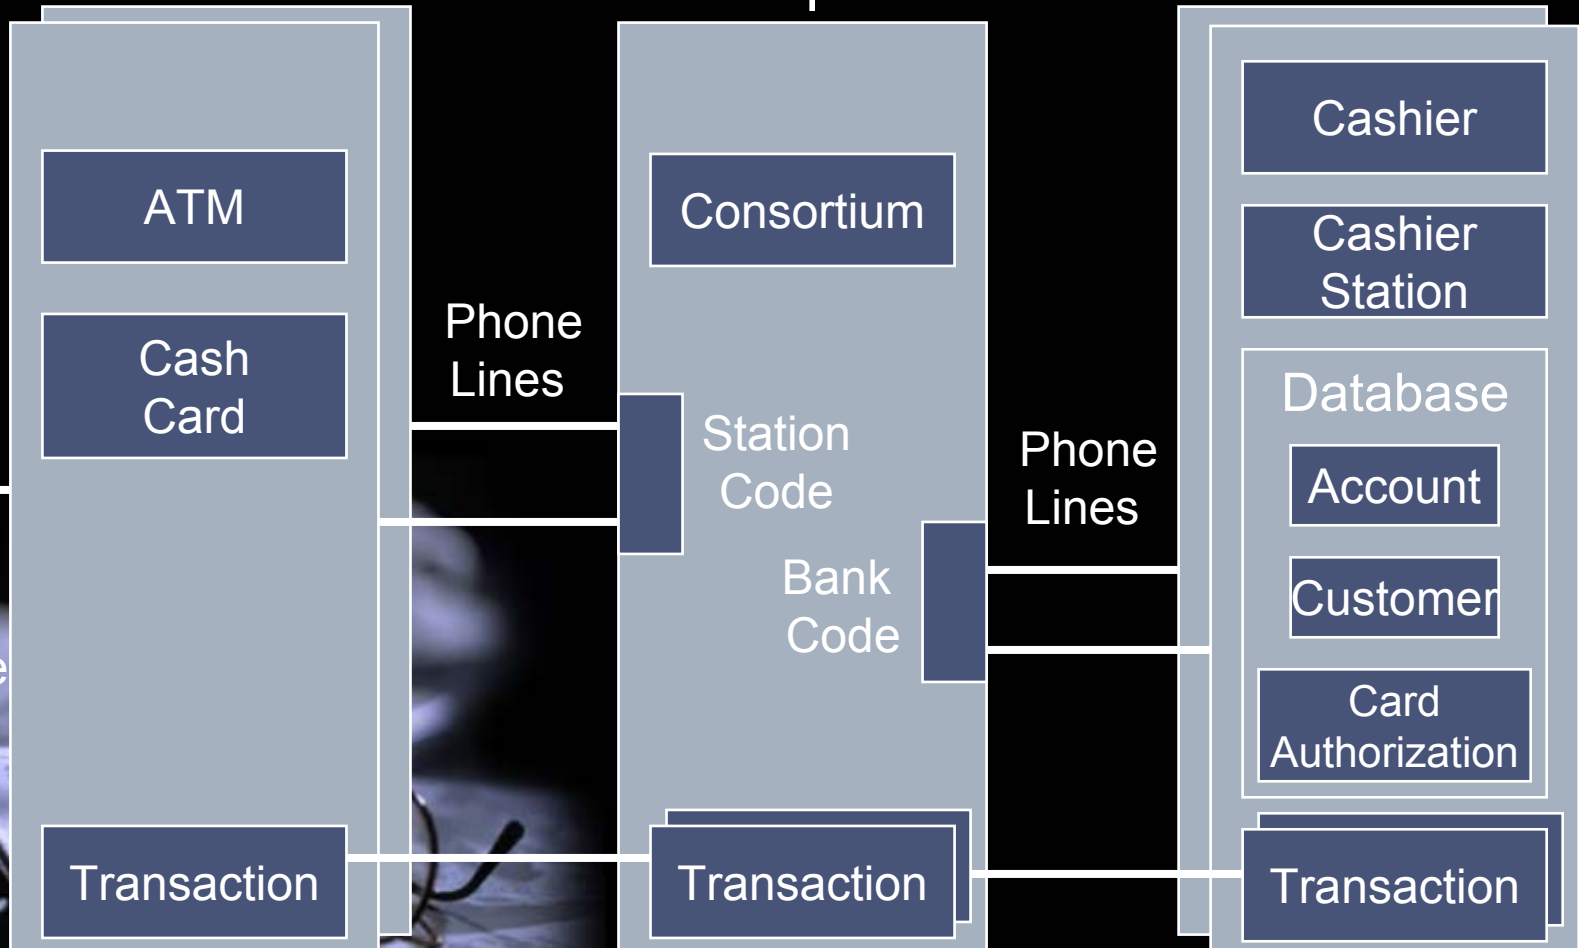 ATM
Cash
Card
Transaction
Phone
Lines
Consortium
Station
Code
Bank
Code
Transaction
Phone
Lines
Cashier
Cashier
Station
Database
Account
Customer
Card
Authorization
Transaction